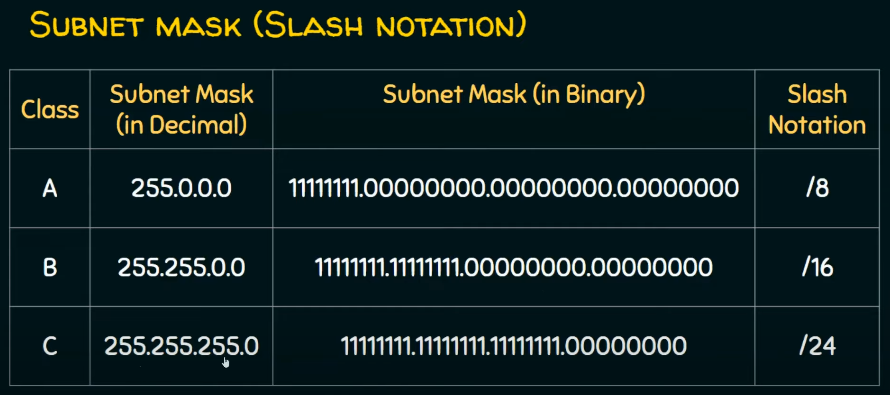 Subnet mask (Slash notation)
Class
Subnet Mask
(in Decimal)
Subnet Mask (in Binary)
Slash
Notation
A
255.0.0.0
11111111.00000000.00000000.00000000
/8
B
255.255.0.0
11111111.11111111.00000000.00000000
/16
C
255.255.255.0
11111111.11111111.11111111.00000000
/24